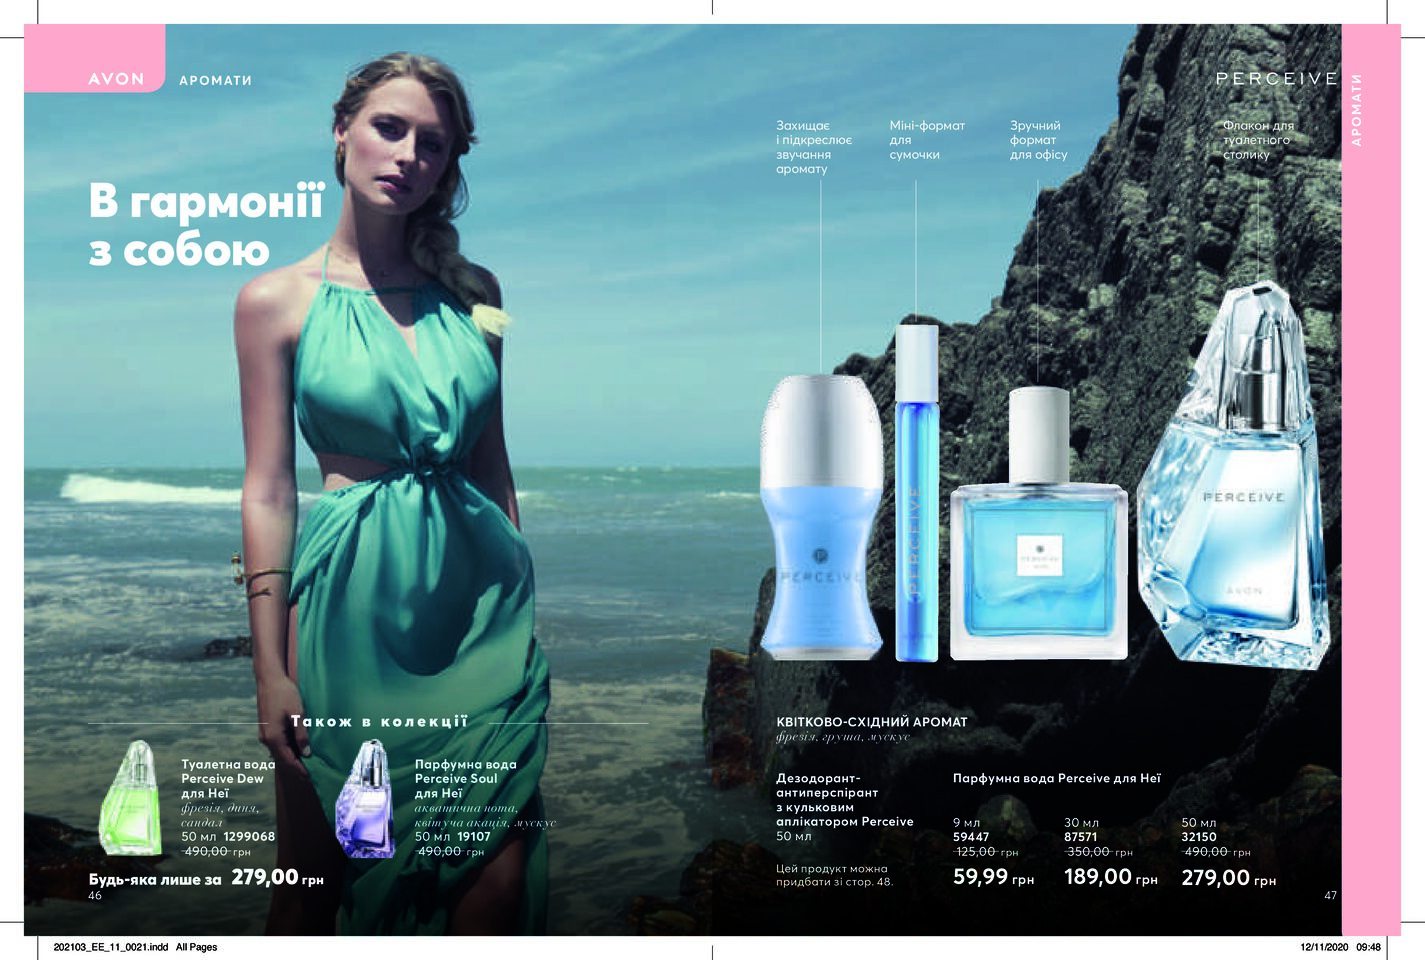 AVON
АРОМАТИ
В гармонії
з собою
Також в колекції
Туалетна вода
Perceive Dew
для Неї
фрезія, диня,
сандал
50 мл 1299068
490,00 грн
Парфумна вода
Perceive Soul
для Неї
акватична нота,
квітуча акація, мускус
50 мл 19107
490,00 грн
Будь-яка лише за 279,00 грн
46
PERCEIVE
АРОМАТИ
Захищає
і підкреслює
звучання
аромату
Міні-формат
для
сумочки
Зручний
формат
для офісу
Флакон для
туалетного
столику
PERCEIVE
PERCEIVE
PERCEIVE
AVON
КВІТКОВО-СХІДНИЙ АРОМАТ
фрезія, груша, мускус
Дезодорант-
антиперспірант
з кульковим
аплікатором Perceive
50 мл
Цей продукт можна
придбати зі стор. 48.
Парфумна вода Perceive для Неї
9 мл
59447
125,00 грн
59,99 грн
30 мл
87571
350,00 грн
189,00 грн
50 мл
32150
490,00 грн
279,00 грн
47
202103_EE_11_0021.indd All Pages
12/11/2020 09:48